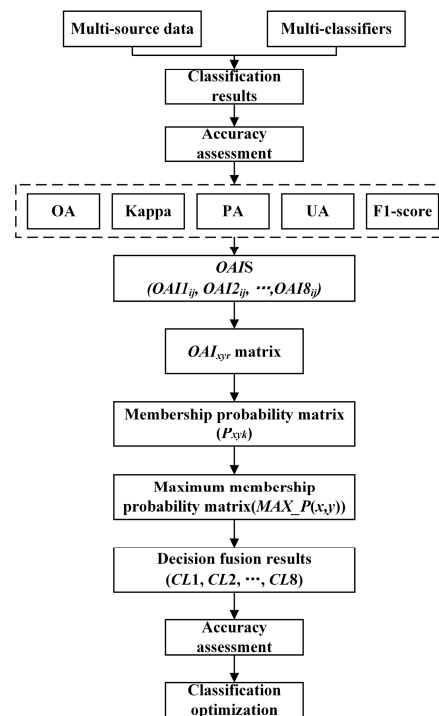 Multi-source data
Multi-classifiers
Classification
results
Accuracy
assessment
OA
Kappa
PA
UA
F1-score
OAIS
(OAI1ij, OAI2ij, ⋯,OAI8ij)
OAIxyr matrix
Membership probability matrix
(Pxyk)
Maximum membership
probability matrix(MAX_P(x,y))
Decision fusion results
(CL1, CL2, ⋯, CL8)
Accuracy
assessment
Classification
optimization